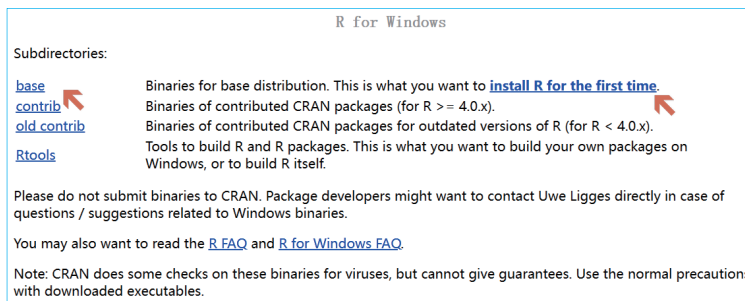 R for Windows
Subdirectories:
base Binaries for base distribution. This is what you want to install R for the first time.
contrib Binaries of contributed CRAN packages (for R >= 4.0.x).
old contrib Binaries of contributed CRAN packages for outdated versions of R (for R < 4.0.x).
Rtools Tools to build R and R packages. This is what you want to build your own packages on
Windows, or to build R itself.
Please do not submit binaries to CRAN. Package developers might want to contact Uwe Ligges directly in case of
questions / suggestions related to Windows binaries.
You may also want to read the R FAQ and R for Windows FAQ.
Note: CRAN does some checks on these binaries for viruses, but cannot give guarantees. Use the normal precautions
with downloaded executables.